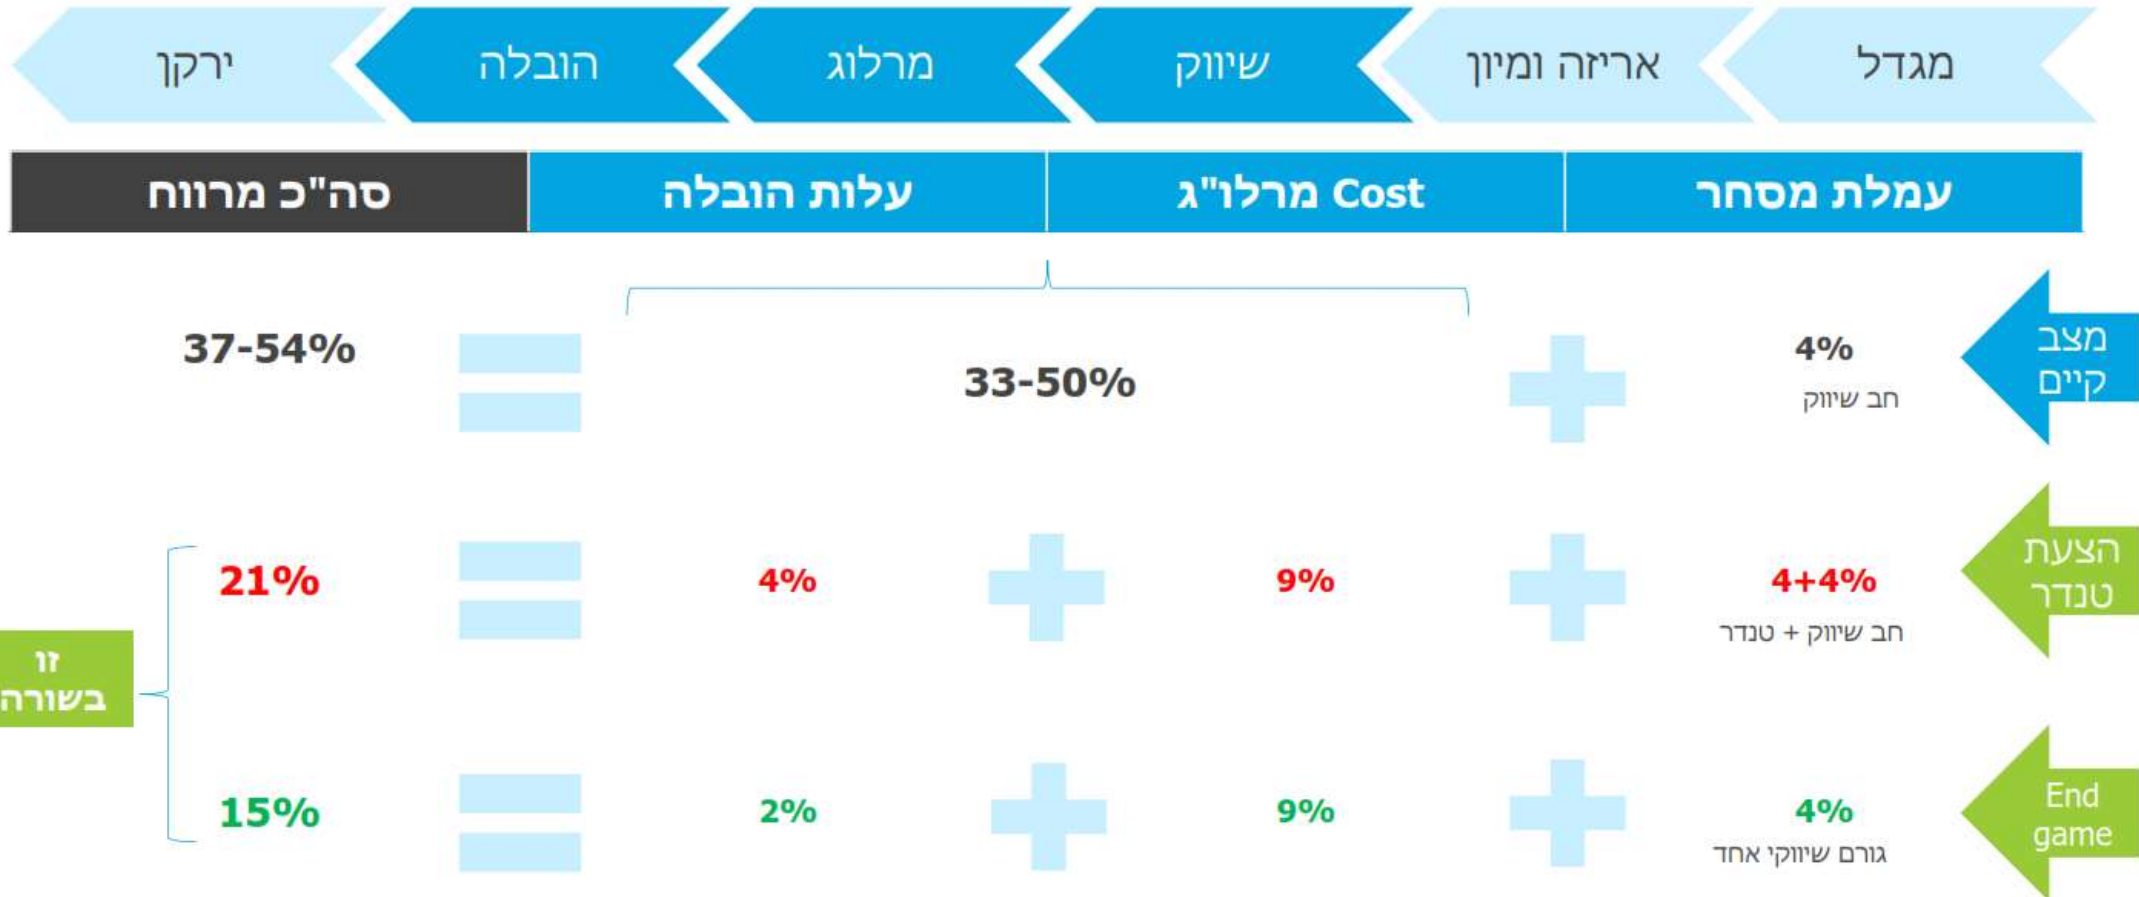 מגדל
אריזה ומיון
שיווק
מרלוג
הובלה
ירקן
עמלת מסחר
Cost מרלו"ג
עלות הובלה
סה"כ מרווח
מצב
קיים
4%
חב שיווק
33-50%
37-54%
הצעת
טנדר
4+4%
חב שיווק + טנדר
9%
4%
21%
זו
בשורה
End
game
4%
גורם שיווקי אחד
9%
2%
15%